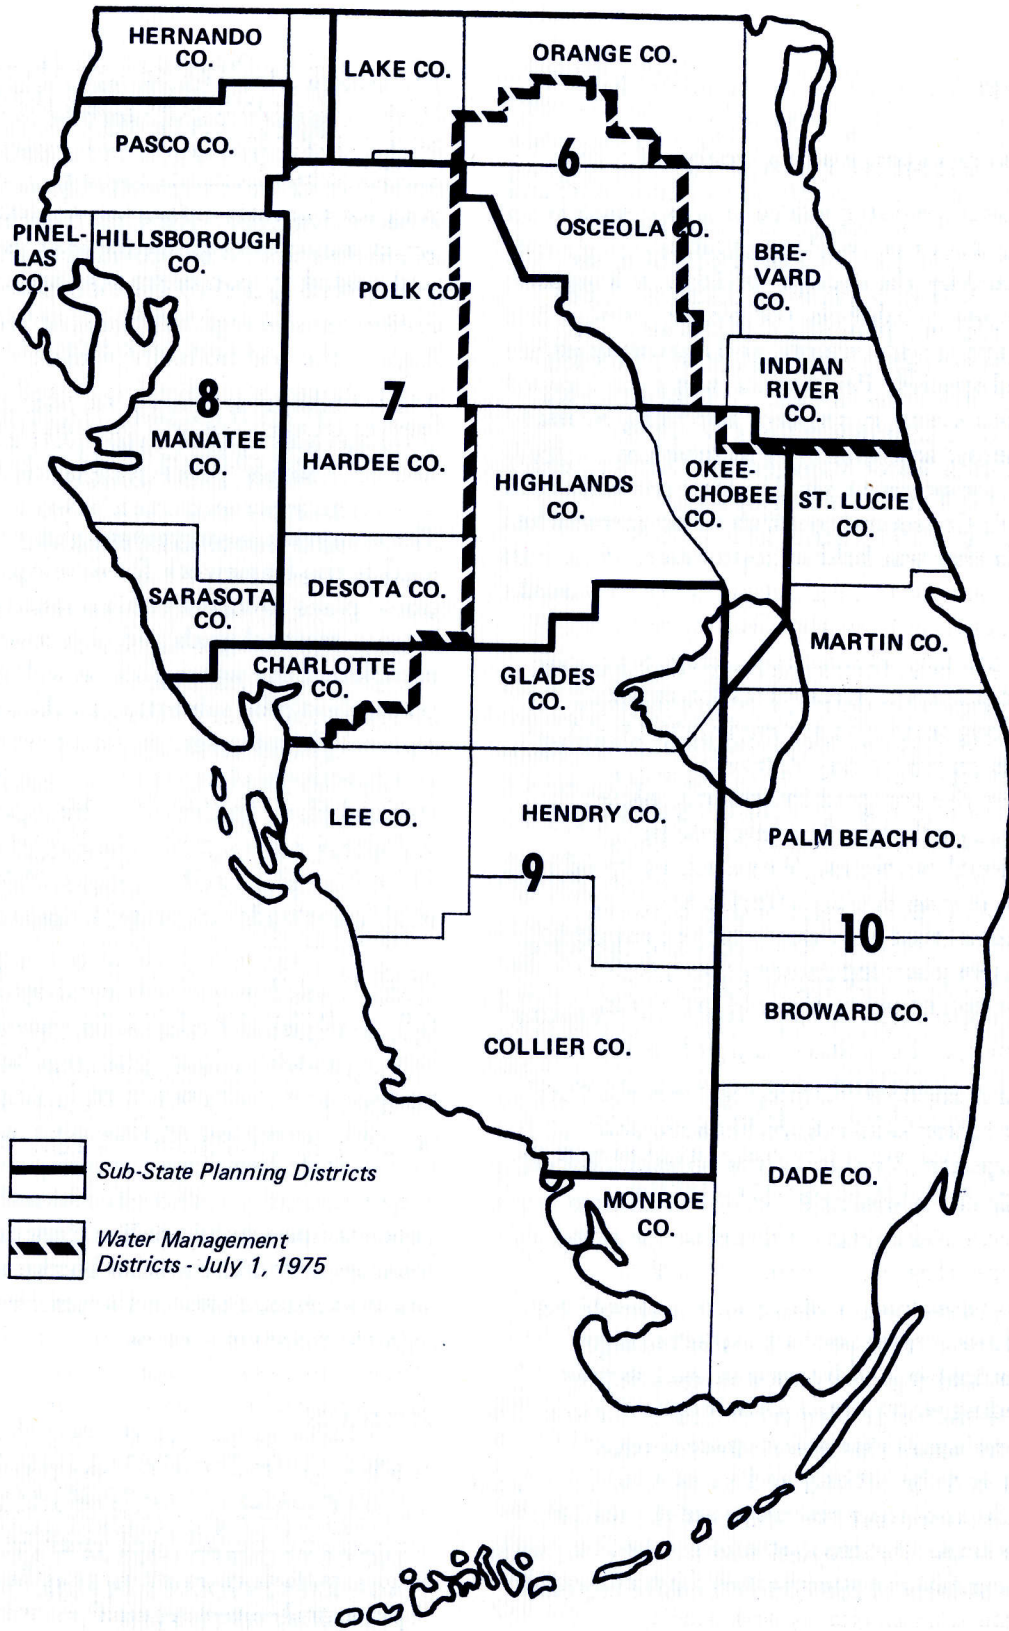 HERNANDO
CO.
LAKE CO.
ORANGE CO.
PASCO CO.
6
PINEL-
LAS
CO.
HILLSBOROUGH
CO.
OSCEOLA CO.
POLK CO.
BRE-
VARD
CO.
INDIAN
RIVER
CO.
8
7
MANATEE
CO.
HARDEE CO.
HIGHLANDS
CO.
OKEE-
CHOBEE
CO.
ST. LUCIE
CO.
SARASOTA
CO.
DESOTA CO.
CHARLOTTE
CO.
GLADES
CO.
MARTIN CO.
LEE CO.
HENDRY CO.
PALM BEACH CO.
9
10
BROWARD CO.
COLLIER CO.
DADE CO.
MONROE
CO.
Sub-State Planning Districts
Water Management
Districts - July 1, 1975